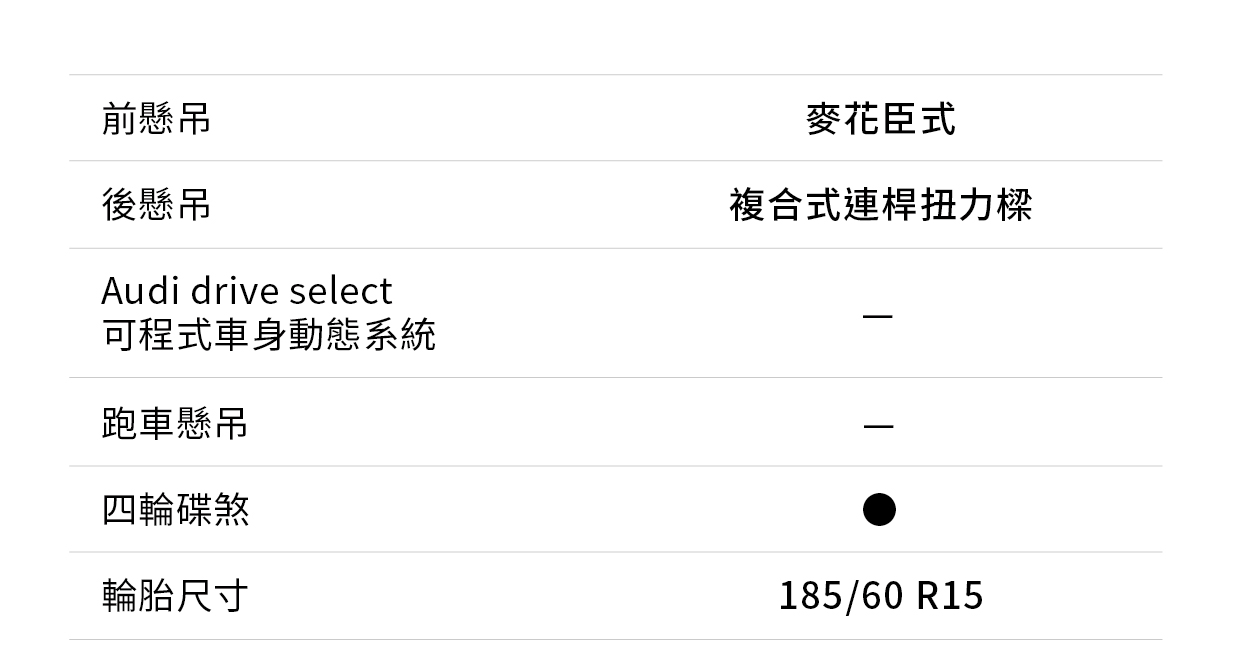 前懸吊 麥花臣式
後懸吊 複合式連桿扭力樑
Audi drive select
可程式車身動態系統 —
跑車懸吊 —
四輪碟煞 ●
輪胎尺寸 185/60 R15